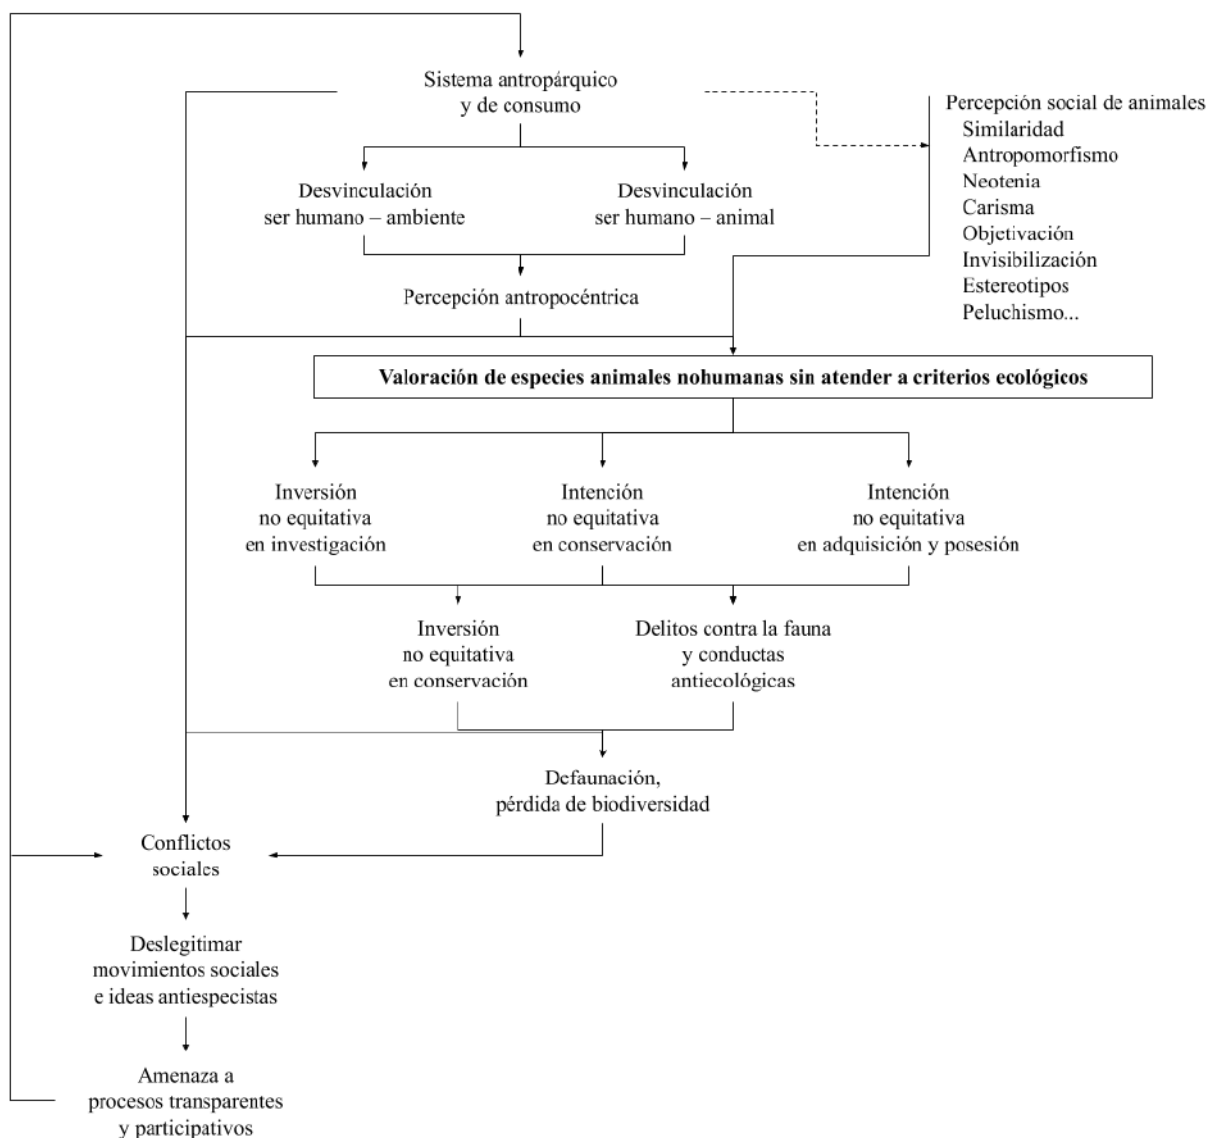 Sistema antropárquico
y de consumo
Percepción social de animales
Similaridad
Antropomorfismo
Neotenia
Carisma
Objetivación
Invisibilización
Estereotipos
Peluchismo...
Desvinculación
ser humano – ambiente
Desvinculación
ser humano – animal
Percepción antropocéntrica
Valoración de especies animales nohumanas sin atender a criterios ecológicos
Inversión
no equitativa
en investigación
Intención
no equitativa
en conservación
Intención
no equitativa
en adquisición y posesión
Inversión
no equitativa
en conservación
Delitos contra la fauna
y conductas
antiecológicas
Defaunación,
pérdida de biodiversidad
Conflictos
sociales
Deslegitimar
movimientos sociales
e ideas antiespecistas
Amenaza a
procesos transparentes
y participativos